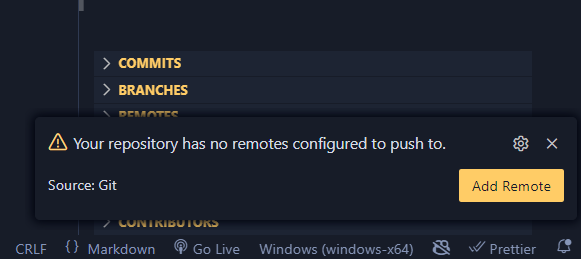 COMMITS
BRANCHES
REMOTES
Your repository has no remotes configured to push to.
Source: Git
Add Remote
CONTRIBUTORS
CRLF {} Markdown Go Live Windows (windows-x64) Prettier